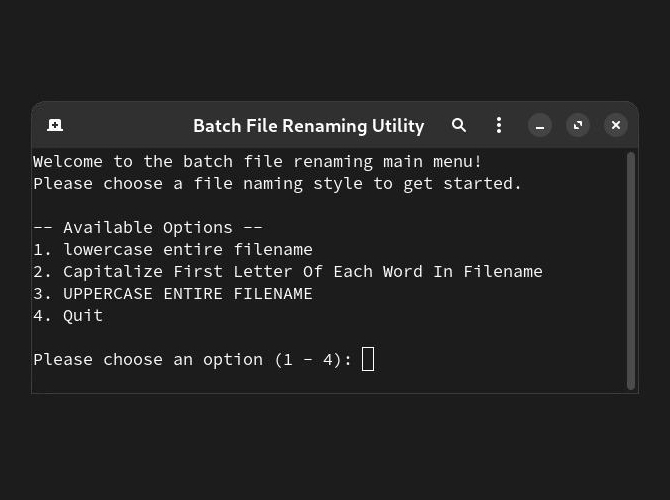 Batch File Renaming Utility
Welcome to the batch file renaming main menu!
Please choose a file naming style to get started.
-- Available Options --
1. lowercase entire filename
2. Capitalize First Letter Of Each Word In Filename
3. UPPERCASE ENTIRE FILENAME
4. Quit
Please choose an option (1 - 4):